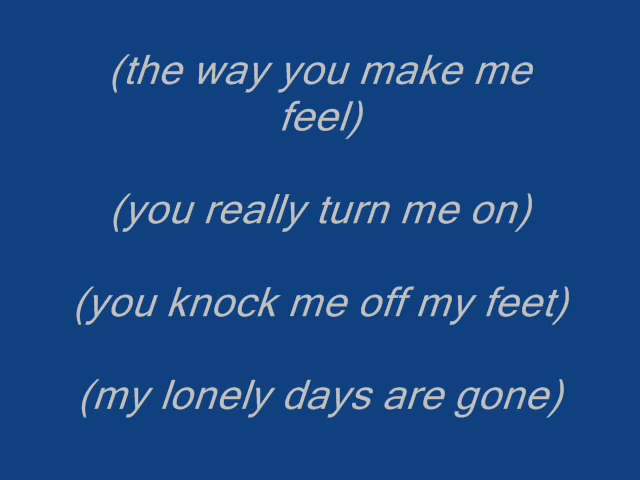 (the way you make me
feel)
(you really turn me on)
(you knock me off my feet)
(my lonely days are gone)